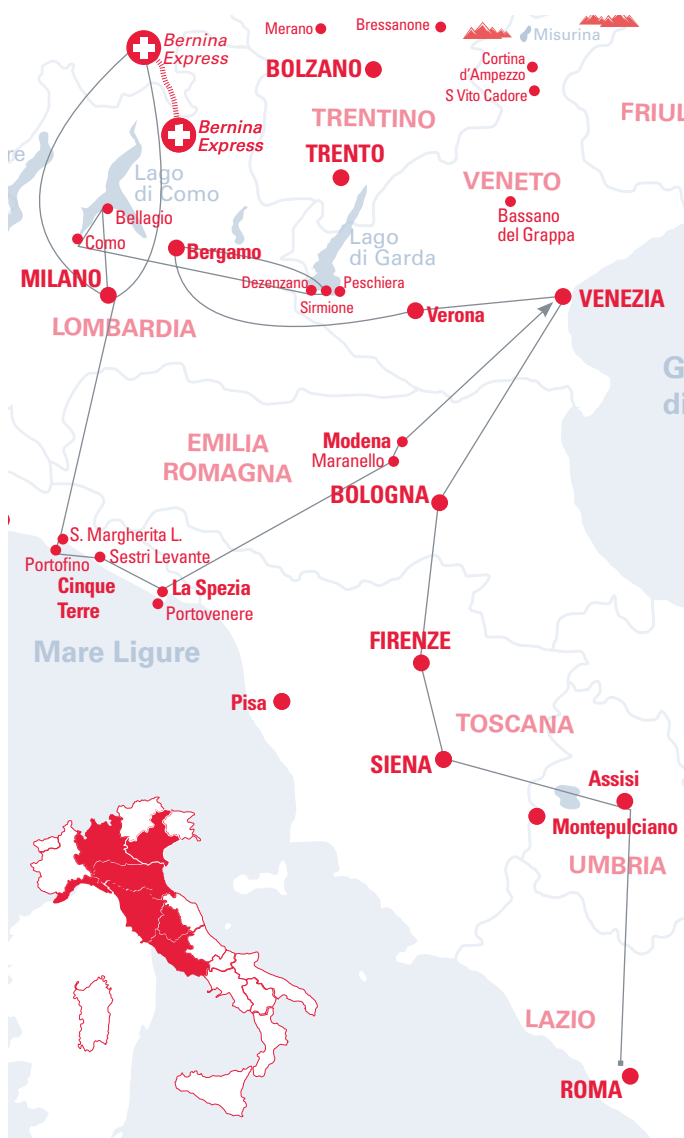 Bernina
Express
Merano
Bressanone
Misurina
BOLZANO
Cortina
d'Ampezzo
S Vito Cadore
TRENTINO
FRIUL
Bernina
Express
re
TRENTO
Lago
di Como
VENETO
Bellagio
Bassano
del Grappa
Como
Bergamo
Lago
di Garda
MILANO
Dezenzano
Peschiera
Sirmione
Verona
VENEZIA
LOMBARDIA
G
di
EMILIA
ROMAGNA
Modena
Maranello
BOLOGNA
S. Margherita L.
Portofino
Sestri Levante
Cinque
Terre
La Spezia
Portovenere
FIRENZE
Mare Ligure
Pisa
TOSCANA
SIENA
Assisi
Montepulciano
UMBRIA
LAZIO
ROMA